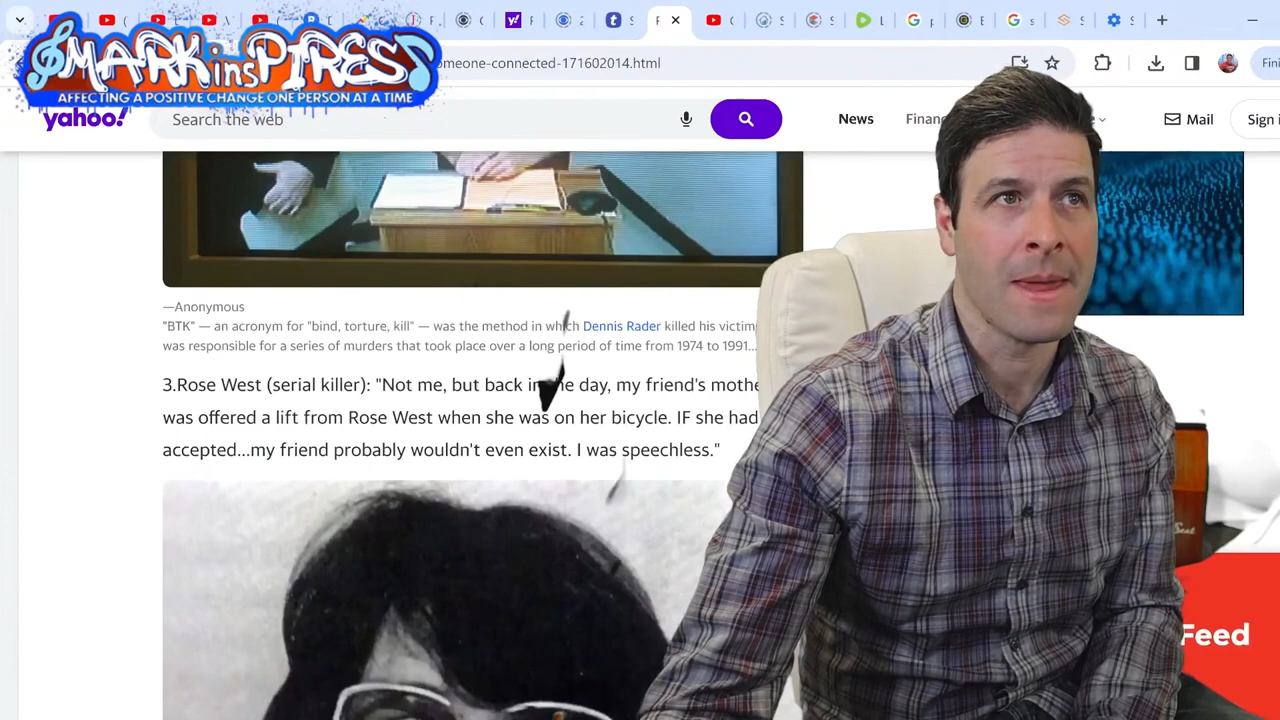 MARKinsPIRES
AFFECTING A POSITIVE CHANGE ONE PERSON AT A TIME
omeone-connected-171602014.html
Fini
yahoo!
Search the web
News
Financ
Mail
Sign i
—Anonymous
"BTK" — an acronym for "bind, torture, kill" — was the method in which Dennis Rader killed his victim
was responsible for a series of murders that took place over a long period of time from 1974 to 1991...
3.Rose West (serial killer): "Not me, but back in the day, my friend's mothe
was offered a lift from Rose West when she was on her bicycle. IF she had
accepted...my friend probably wouldn't even exist. I was speechless."
Feed